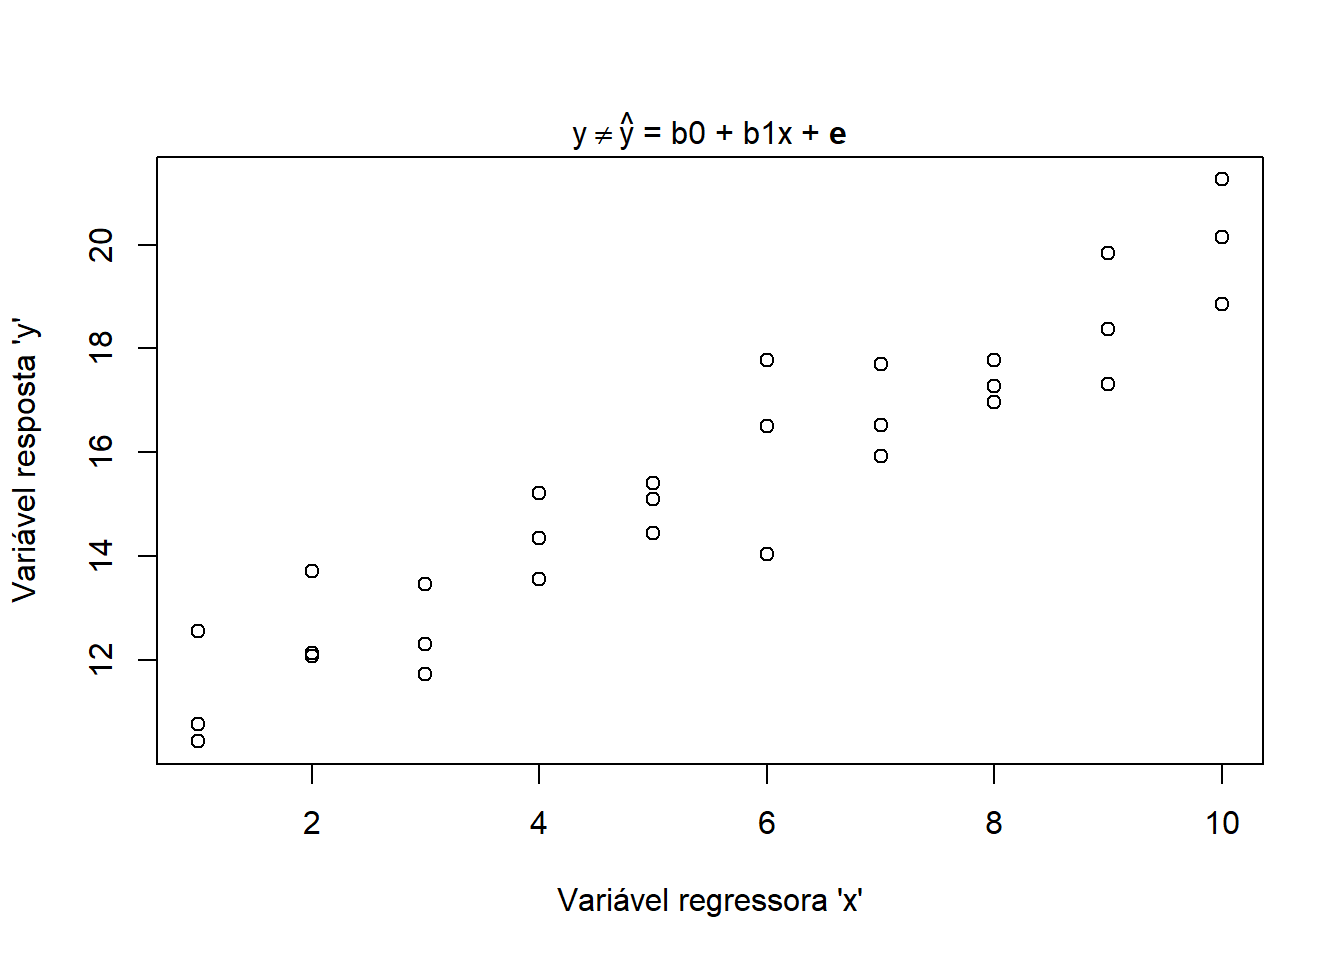 y ≠ ŷ = b0 + b1x + e
Variável resposta 'y'
20
18
16
14
12
2 4 6 8 10
Variável regressora 'x'